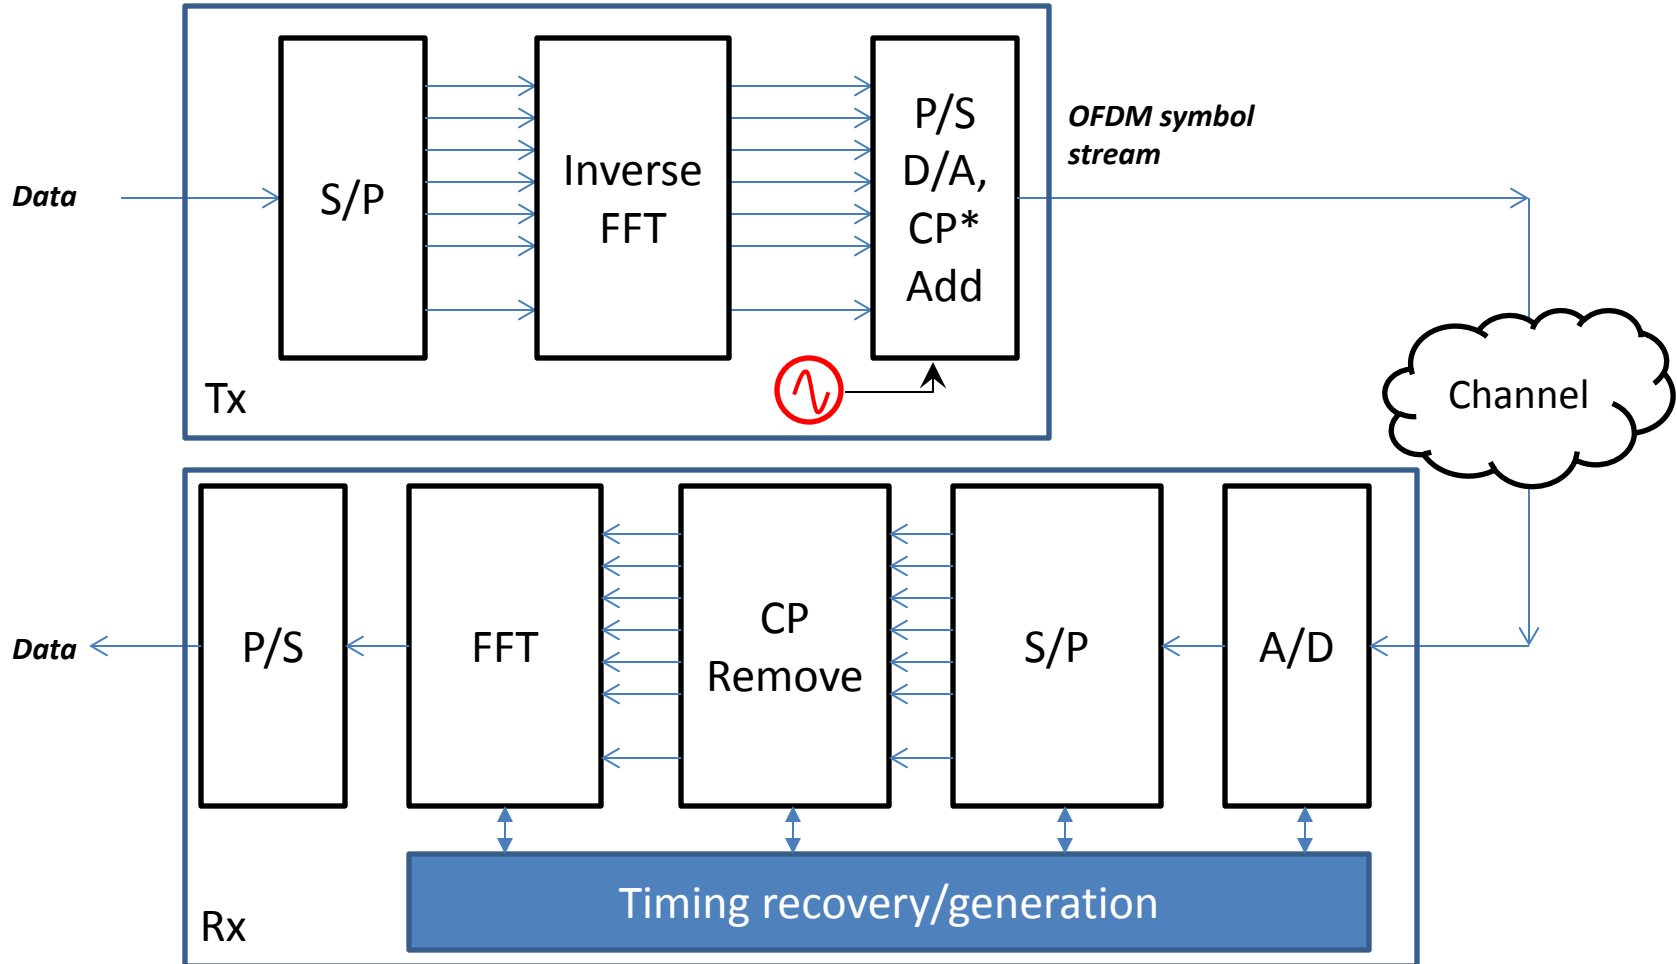 Data
S/P
Inverse
FFT
P/S
D/A,
CP*
Add
OFDM symbol
stream
Tx
Channel
Data
P/S
FFT
CP
Remove
S/P
A/D
Timing recovery/generation
Rx